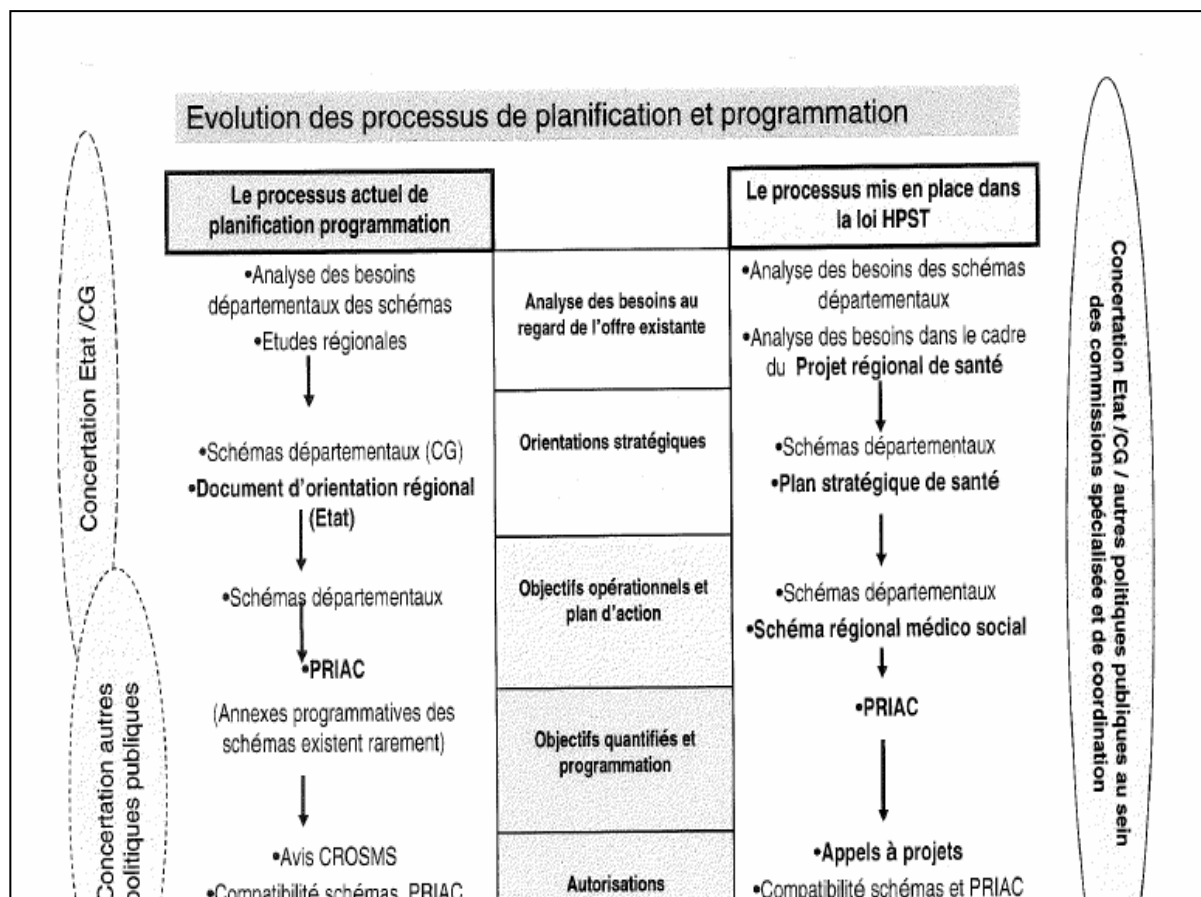 Evolution des processus de planification et programmation
Concertation Etat /CG
Concertation autres
politiques publiques
Le processus actuel de
planification programmation
•Analyse des besoins
départementaux des schémas
•Etudes régionales
•Schémas départementaux (CG)
•Document d'orientation régional
(Etat)
•Schémas départementaux
•PRIAC
(Annexes programmatives des
schémas existent rarement)
•Avis CROSMS
•Compatibilité schémas, PRIAC
Analyse des besoins au
regard de l'offre existante
Orientations stratégiques
Objectifs opérationnels et
plan d'action
Objectifs quantifiés et
programmation
Autorisations
Le processus mis en place dans
la loi HPST
•Analyse des besoins des schémas
départementaux
•Analyse des besoins dans le cadre
du Projet régional de santé
•Schémas départementaux
•Plan stratégique de santé
•Schémas départementaux
•Schéma régional médico social
•PRIAC
•Appels à projets
•Compatibilité schémas et PRIAC
Concertation Etat /CG / autres politiques publiques au sein
des commissions spécialisée et de coordination